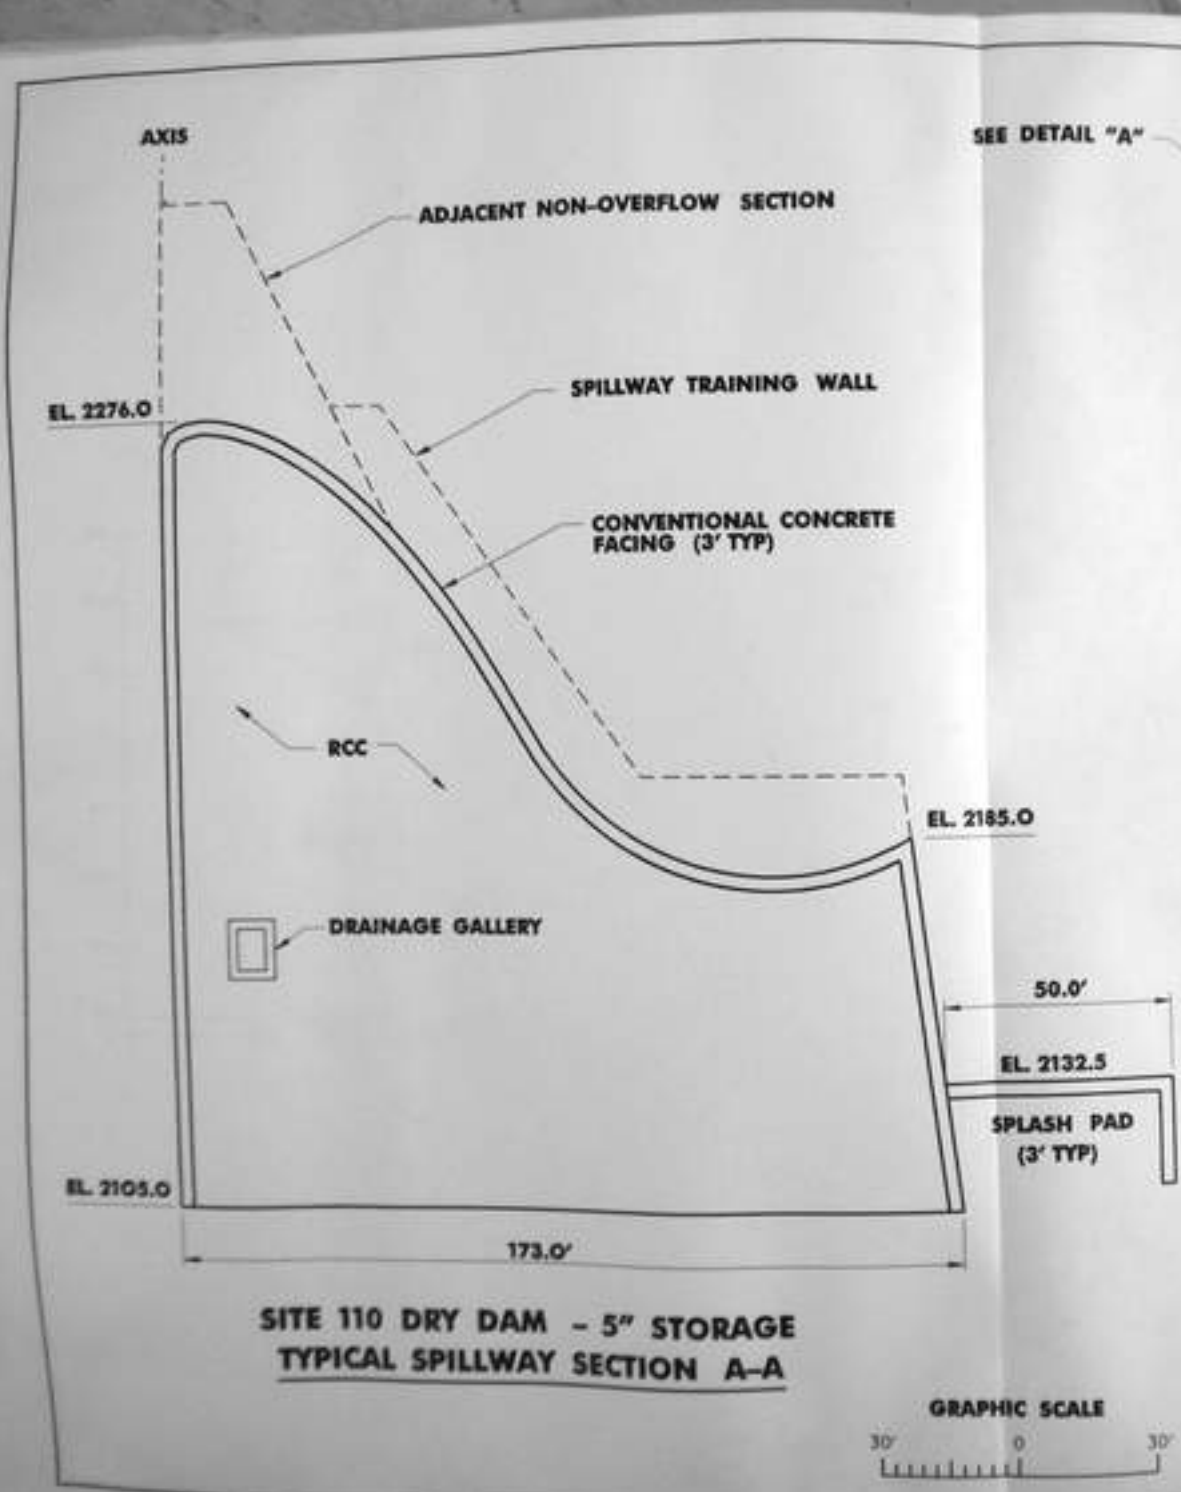 AXIS
SEE DETAIL "A"
ADJACENT NON-OVERFLOW SECTION
SPILLWAY TRAINING WALL
EL. 2276.0
CONVENTIONAL CONCRETE
FACING (3' TYP)
RCC
EL. 2185.0
DRAINAGE GALLERY
50.0'
EL. 2132.5
SPLASH PAD
(3' TYP)
EL. 2105.0
173.0'
SITE 110 DRY DAM - 5" STORAGE
TYPICAL SPILLWAY SECTION A-A
GRAPHIC SCALE
30' 0 30'